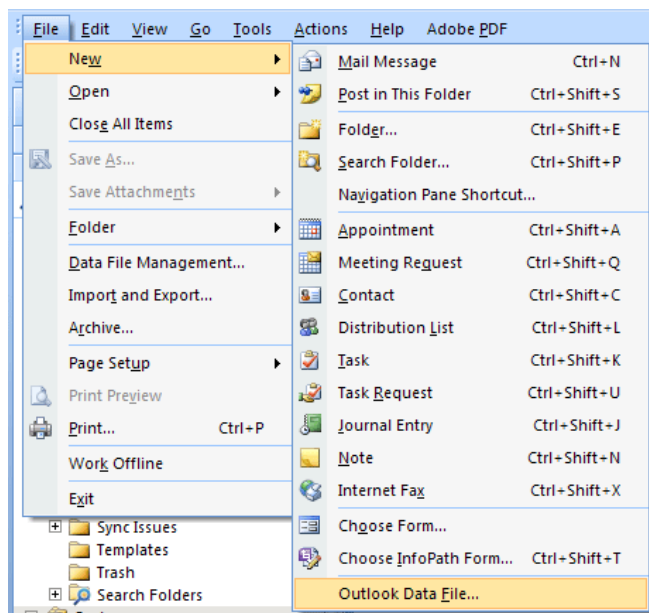 File Edit View Go Tools Actions Help Adobe PDF
New
Open
Close All Items
Save As...
Save Attachments
Folder
Data File Management...
Import and Export...
Archive...
Page Setup
Print Preview
Print... Ctrl+P
Work Offline
Exit
Mail Message Ctrl+N
Post in This Folder Ctrl+Shift+S
Folder... Ctrl+Shift+E
Search Folder... Ctrl+Shift+P
Navigation Pane Shortcut...
Appointment Ctrl+Shift+A
Meeting Request Ctrl+Shift+Q
Contact Ctrl+Shift+C
Distribution List Ctrl+Shift+L
Task Ctrl+Shift+K
Task Request Ctrl+Shift+U
Journal Entry Ctrl+Shift+J
Note Ctrl+Shift+N
Internet Fax Ctrl+Shift+X
Choose Form...
Choose InfoPath Form... Ctrl+Shift+T
Outlook Data File...
Sync Issues
Templates
Trash
Search Folders